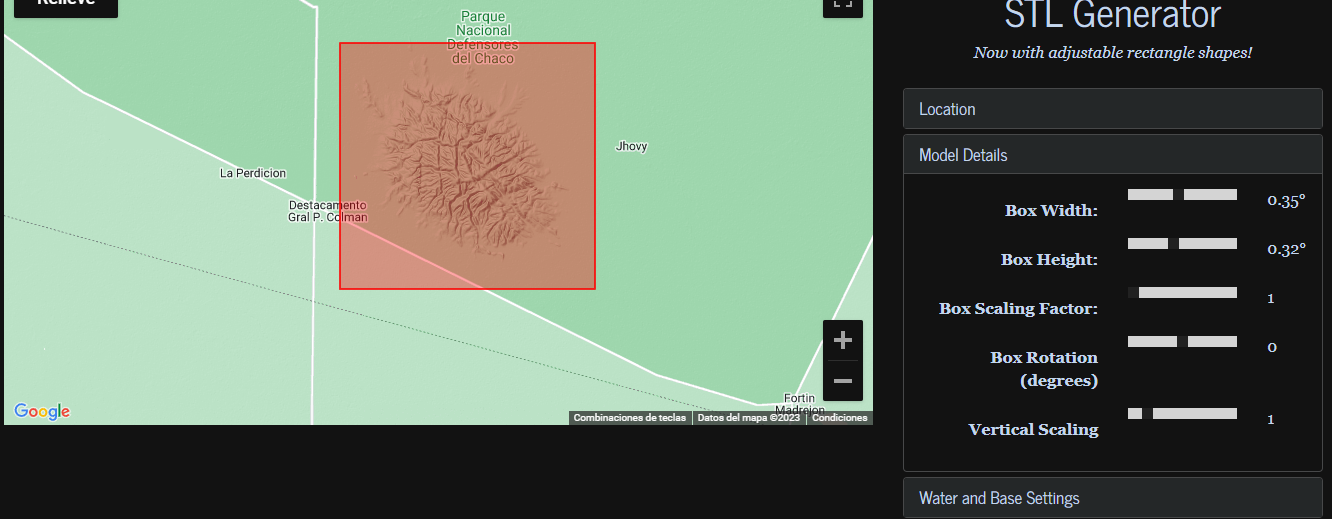 Relieve
Parque
Nacional
Defensores
del Chaco
Jhovy
La Perdicion
Destacamento
Gral P. Colman
Fortin
Madrejon
Google
Combinaciones de teclas
Datos del mapa ©2023
Condiciones
STL Generator
Now with adjustable rectangle shapes!
Location
Model Details
Box Width:
0.35°
Box Height:
0.32°
Box Scaling Factor:
1
Box Rotation
(degrees)
0
Vertical Scaling
1
Water and Base Settings